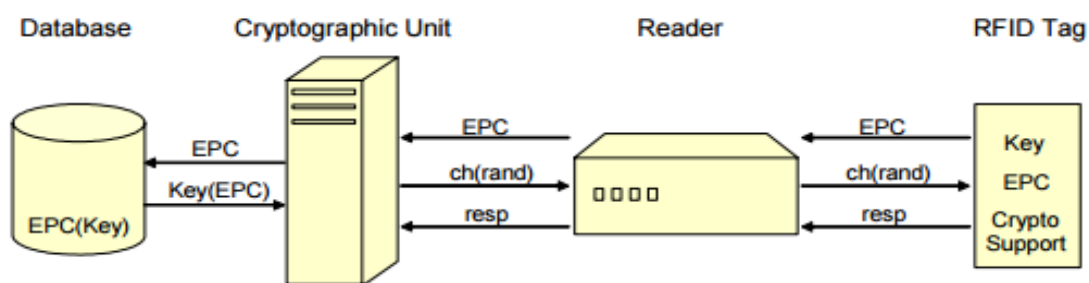 Database
Cryptographic Unit
Reader
RFID Tag
EPC
Key(EPC)
EPC(Key)
EPC
ch(rand)
resp
EPC
ch(rand)
resp
Key
EPC
Crypto
Support